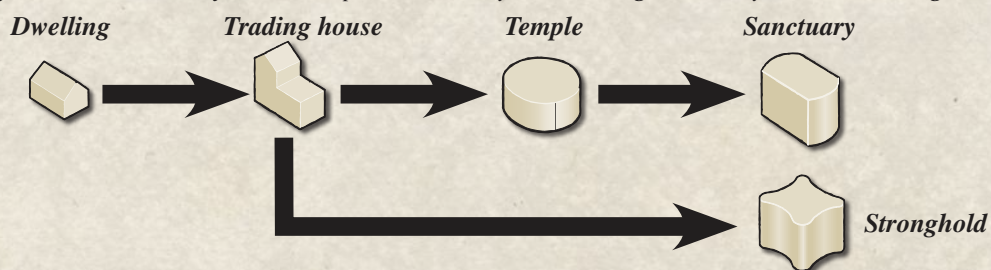 Dwelling
Trading house
Temple
Sanctuary
Stronghold